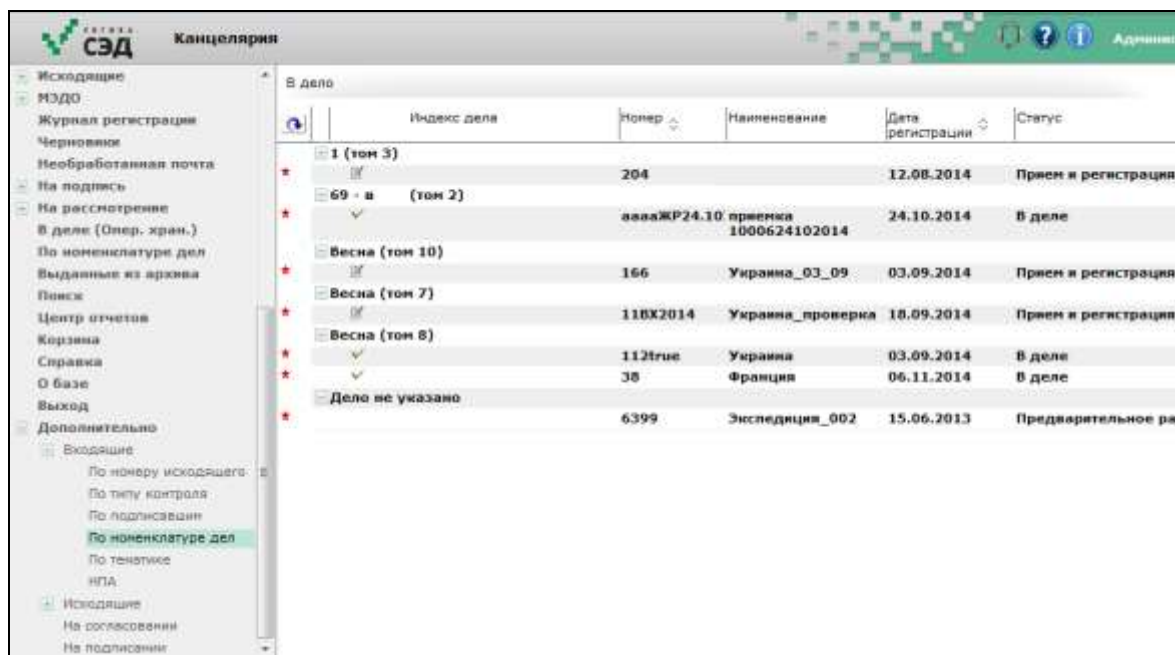 ЛОГИКА
СЭД
Канцелярия
Исходящие
МЭДО
Журнал регистрации
Черновики
Необработанная почта
На подпись
На рассмотрение
В деле (Опер. хран.)
По номенклатуре дел
Выданные из архива
Поиск
Центр отчетов
Корзина
Справка
О базе
Выход
Дополнительно
Входящие
По номеру исходящего
По типу контроля
По подписавшим
По номенклатуре дел
По тематике
НПА
Исходящие
На согласовании
На подписании
В дело
Индекс дела Номер Наименование Дата регистрации Статус
1 (том 3)
204 12.08.2014 Прием и регистрация
69 - в (том 2)
ааааЖР24.10 приемка 24.10.2014 В деле
1000624102014
Весна (том 10)
166 Украина_03_09 03.09.2014 Прием и регистрация
Весна (том 7)
118Х2014 Украина_проверка 18.09.2014 Прием и регистрация
Весна (том 8)
112true Украина 03.09.2014 В деле
38 Франция 06.11.2014 В деле
Дело не указано
6399 Экспедиция_002 15.06.2013 Предварительное ра